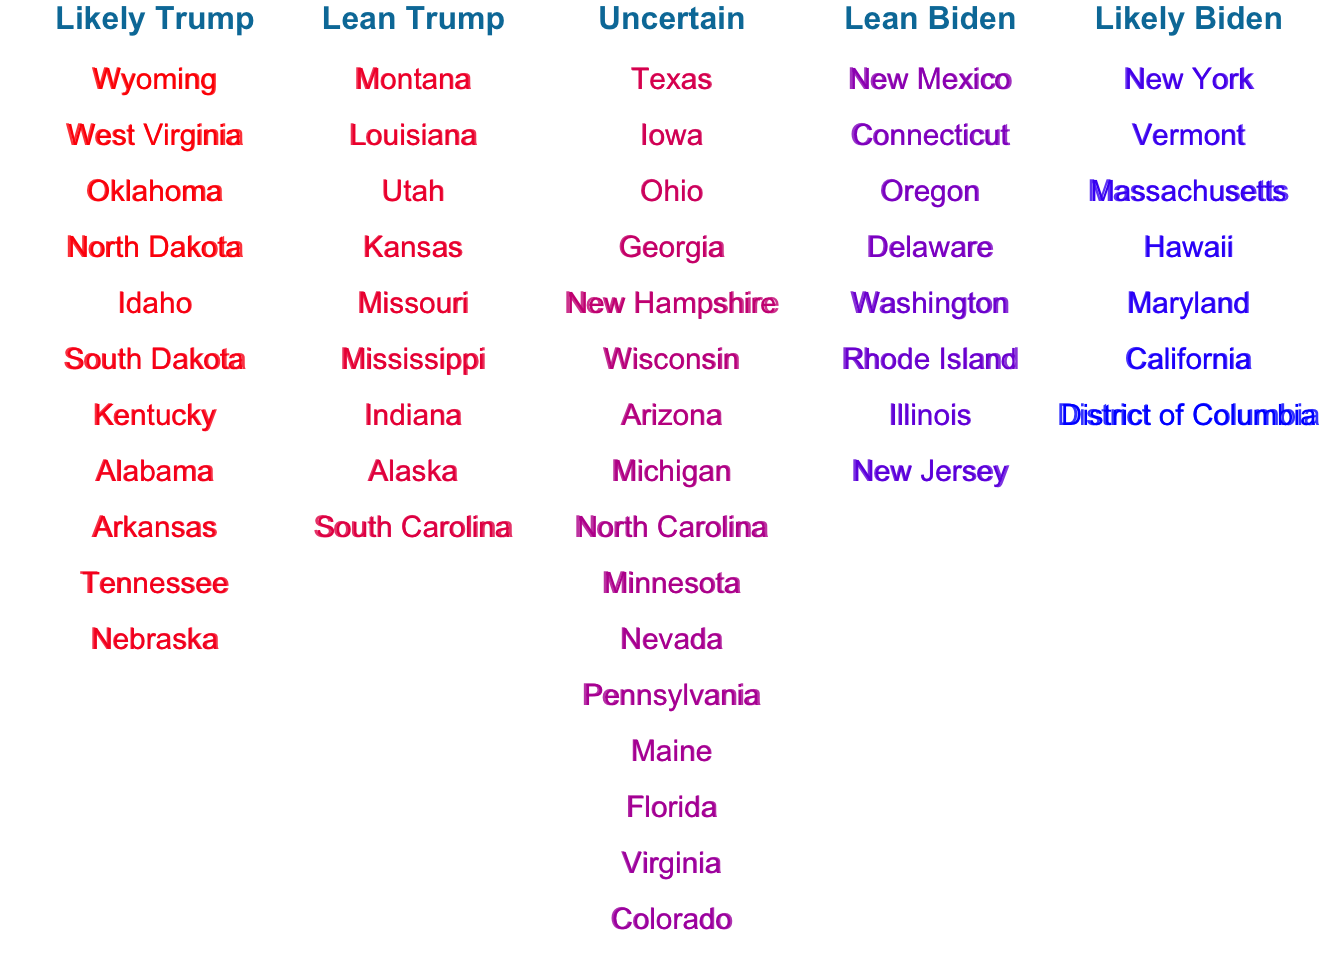 Likely Trump Lean Trump Uncertain Lean Biden Likely Biden
Wyoming Montana Texas New Mexico New York
West Virginia Louisiana Iowa Connecticut Vermont
Oklahoma Utah Ohio Oregon Massachusetts
North Dakota Kansas Georgia Delaware Hawaii
Idaho Missouri New Hampshire Washington Maryland
South Dakota Mississippi Wisconsin Rhode Island California
Kentucky Indiana Arizona Illinois District of Columbia
Alabama Alaska Michigan New Jersey
Arkansas South Carolina North Carolina
Tennessee Minnesota
Nebraska Nevada
Pennsylvania
Maine
Florida
Virginia
Colorado